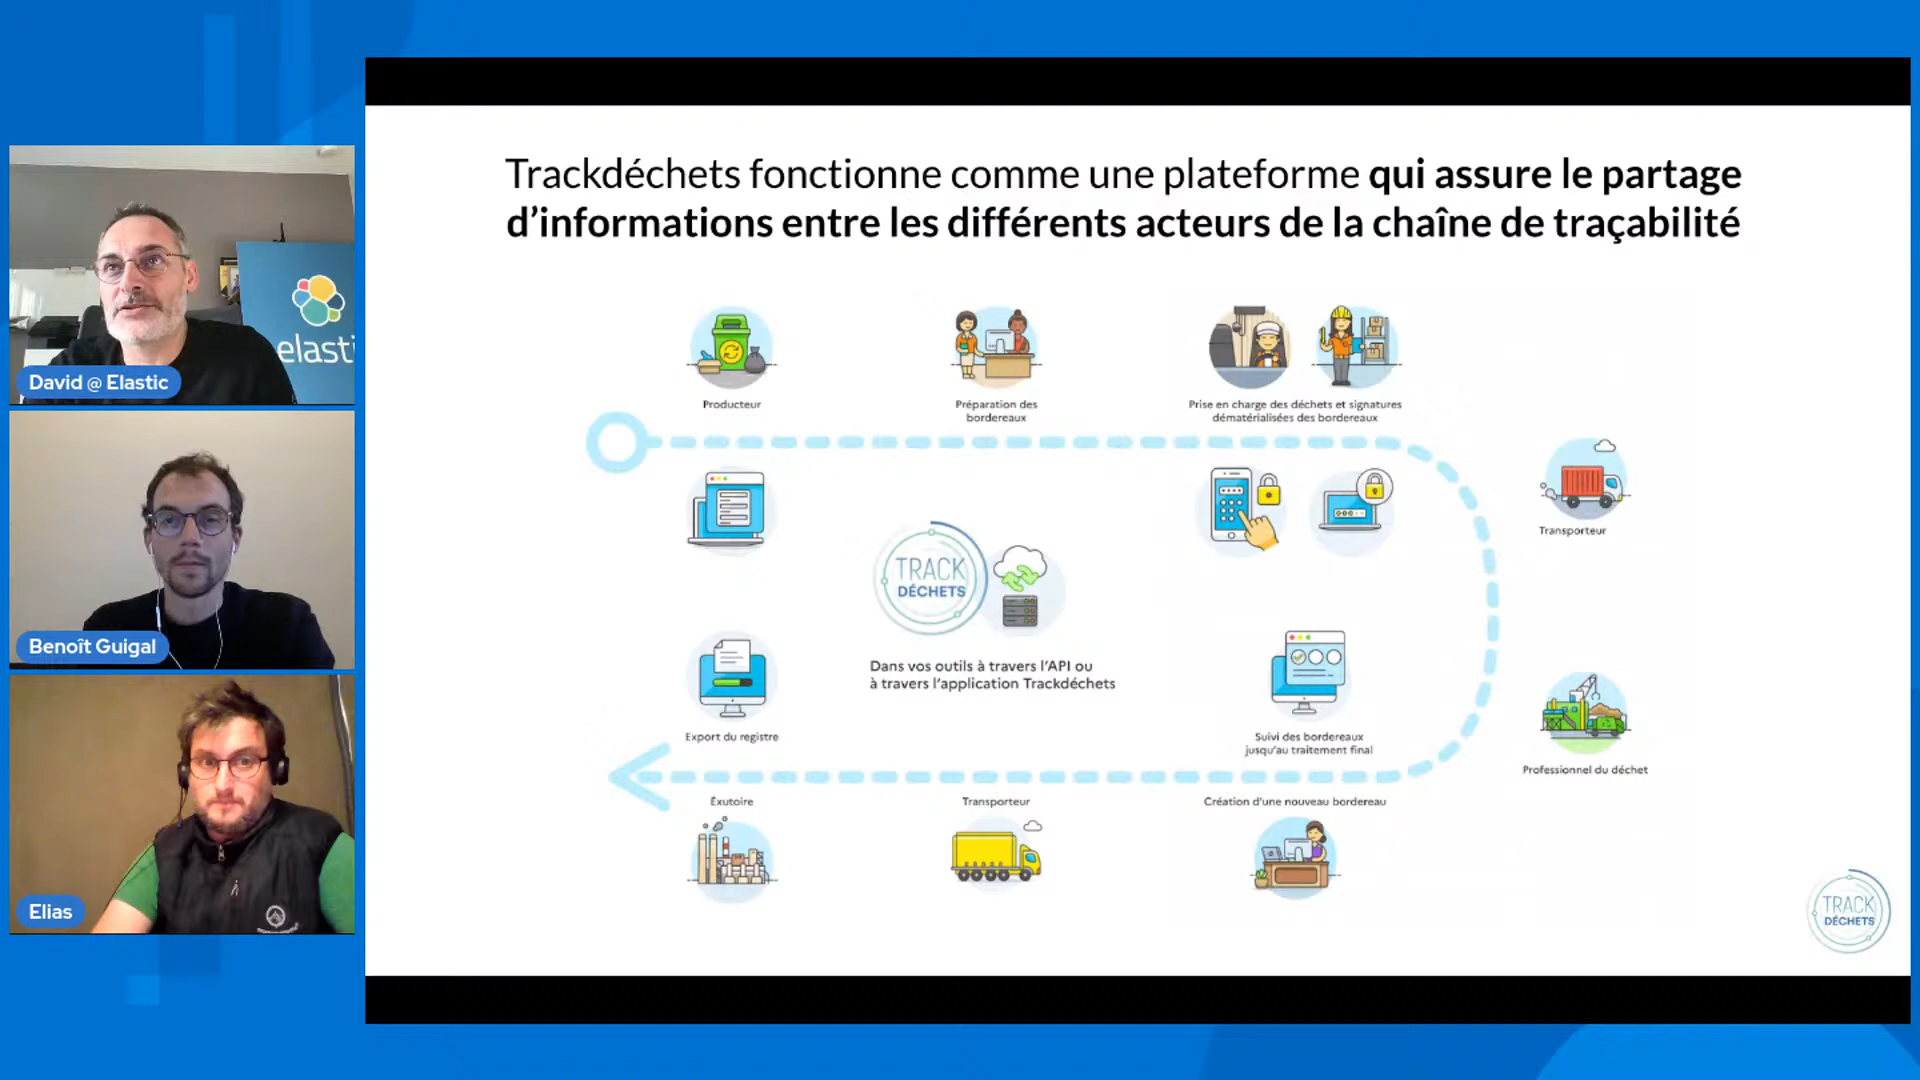 Trackdéchets fonctionne comme une plateforme qui assure le partage
d'informations entre les différents acteurs de la chaîne de traçabilité
elasti
David @ Elastic
Benoît Guigal
Elias
Producteur
Préparation des
bordereaux
Prise en charge des déchets et signatures
dématérialisées des bordereaux
Transporteur
TRACK
DÉCHETS
Dans vos outils à travers l'API ou
à travers l'application Trackdéchets
Export du registre
Suivi des bordereaux
jusqu'au traitement final
Professionnel du déchet
Éxutoire
Transporteur
Création d'une nouveau bordereau
TRACK
DÉCHETS